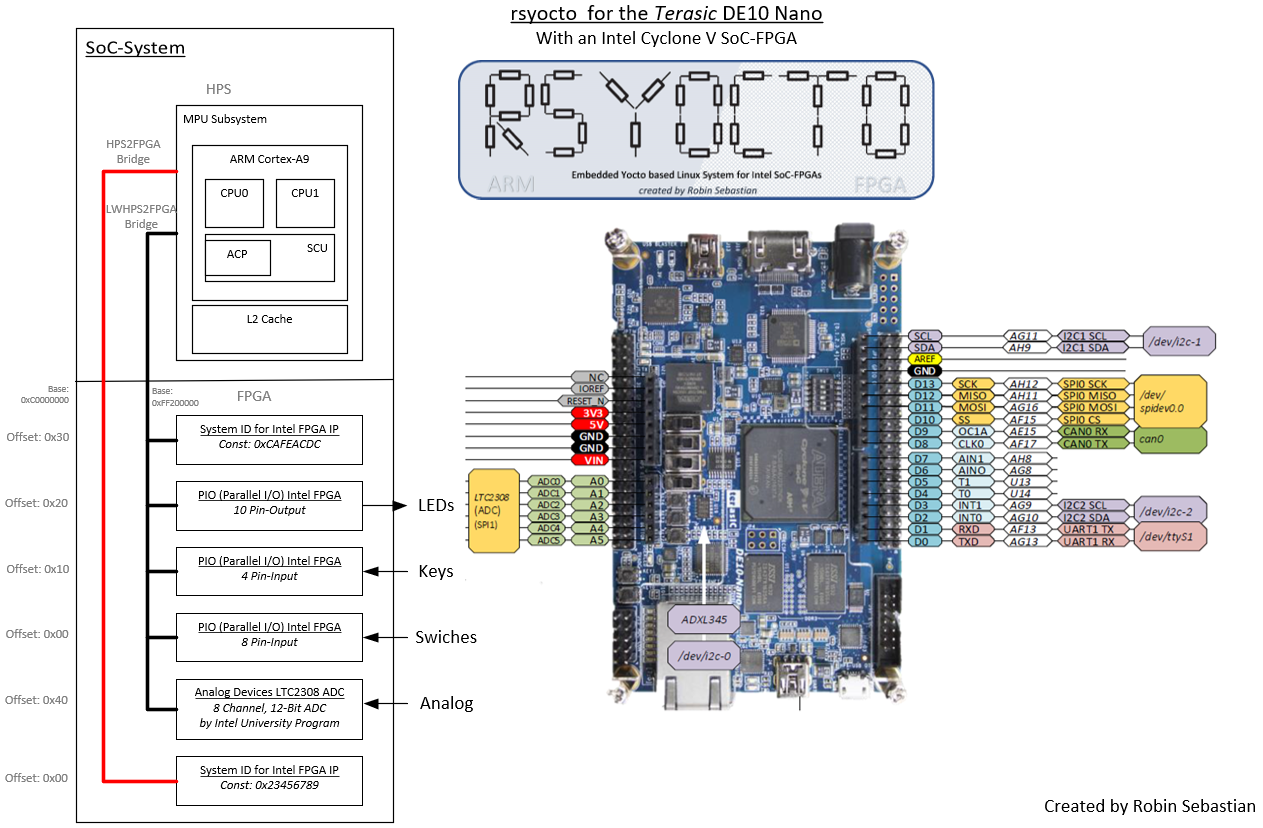 rsyocto for the Terasic DE10 Nano
With an Intel Cyclone V SoC-FPGA
RSYOCTO
Embedded Yocto based Linux System for Intel SoC-FPGAs
created by Robin Sebastian
ARM
FPGA
SoC-System
HPS
MPU Subsystem
HPS2FPGA
Bridge
ARM Cortex-A9
CPU0
CPU1
LWHPS2FPGA
Bridge
SCU
ACP
L2 Cache
Base:
0xC0000000
Base:
0xFF200000
FPGA
Offset: 0x30
System ID for Intel FPGA IP
Const: 0xCAFEACDC
Offset: 0x20
PIO (Parallel I/O) Intel FPGA
10 Pin-Output
LEDs
Offset: 0x10
PIO (Parallel I/O) Intel FPGA
4 Pin-Input
Keys
Offset: 0x00
PIO (Parallel I/O) Intel FPGA
8 Pin-Input
Swiches
Offset: 0x40
Analog Devices LTC2308 ADC
8 Channel, 12-Bit ADC
by Intel University Program
Analog
Offset: 0x00
System ID for Intel FPGA IP
Const: 0x23456789
NC
IOREF
RESET_N
3V3
5V
GND
GND
VIN
LTC2308
(ADC)
(SPI1)
ADC0 A0
ADC1 A1
ADC2 A2
ADC3 A3
ADC4 A4
ADC5 A5
USB BLASTER
ALTERA
Cyclone V
terasIC
DE10-Nano
ADXL345
/dev/i2c-0
SCL AG11 I2C1 SCL
SDA AH9 I2C1 SDA
/dev/i2c-1
AREF
GND
D13 SCK AH12 SPI0 SCK
D12 MISO AH11 SPI0 MISO
D11 MOSI AG16 SPI0 MOSI
D10 SS AF15 SPI0 CS
/dev/
spidev0.0
D9 OC1A AE15 CAN0 RX
D8 CLK0 AF17 CAN0 TX
can0
D7 AIN1 AH8
D6 AIN0 AG8
D5 T1 U13
D4 T0 U14
D3 INT1 AG9 I2C2 SCL
D2 INT0 AG10 I2C2 SDA
/dev/i2c-2
D1 RXD AF13 UART1 TX
D0 TXD AG13 UART1 RX
/dev/ttyS1
Created by Robin Sebastian